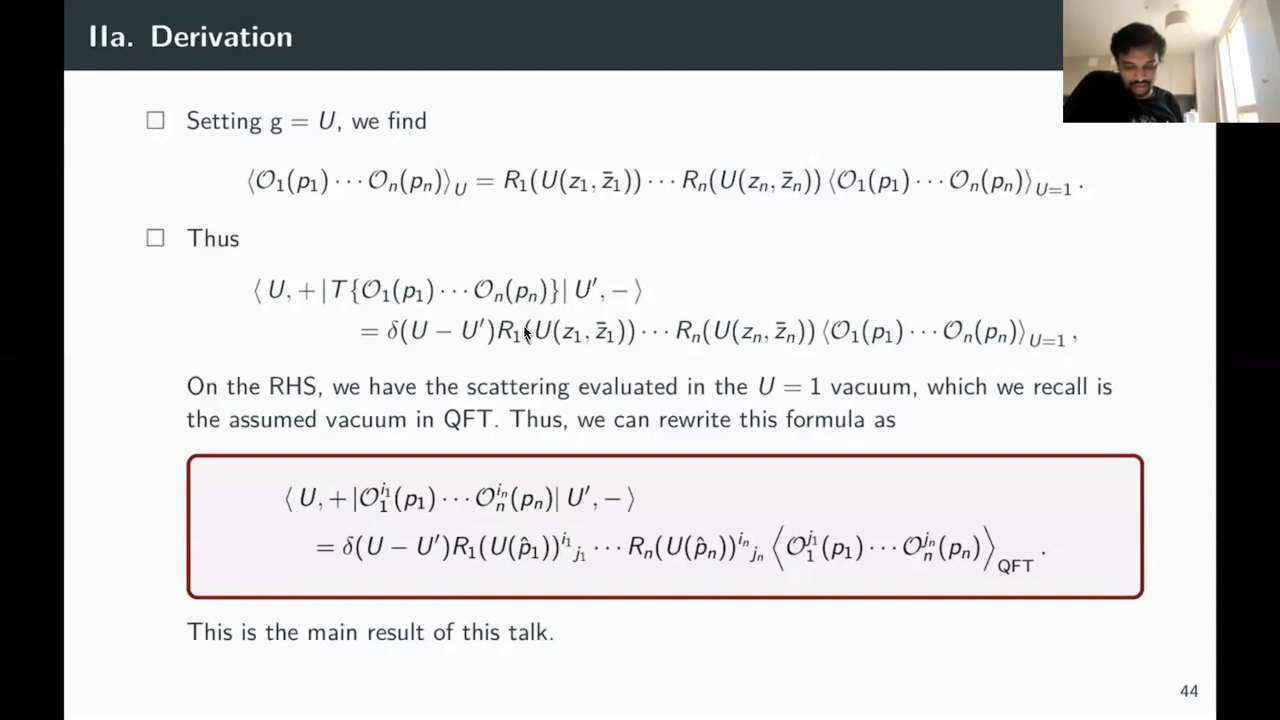 IIa. Derivation
□ Setting g = U, we find
⟨𝒪₁(p₁) ⋯ 𝒪ₙ(pₙ)⟩_U = R₁(U(z₁, z̄₁)) ⋯ Rₙ(U(zₙ, z̄ₙ)) ⟨𝒪₁(p₁) ⋯ 𝒪ₙ(pₙ)⟩_{U=1} .
□ Thus
⟨ U, + | T{𝒪₁(p₁) ⋯ 𝒪ₙ(pₙ)}| U′, − ⟩
= δ(U − U′)R₁(U(z₁, z̄₁)) ⋯ Rₙ(U(zₙ, z̄ₙ)) ⟨𝒪₁(p₁) ⋯ 𝒪ₙ(pₙ)⟩_{U=1} ,
On the RHS, we have the scattering evaluated in the U = 1 vacuum, which we recall is
the assumed vacuum in QFT. Thus, we can rewrite this formula as
⟨ U, + |𝒪₁^{i₁}(p₁) ⋯ 𝒪ₙ^{iₙ}(pₙ)| U′, − ⟩
= δ(U − U′)R₁(U(p̂₁))^{i₁}_{j₁} ⋯ Rₙ(U(p̂ₙ))^{iₙ}_{jₙ} ⟨𝒪₁^{j₁}(p₁) ⋯ 𝒪ₙ^{jₙ}(pₙ)⟩_{QFT} .
This is the main result of this talk.
44